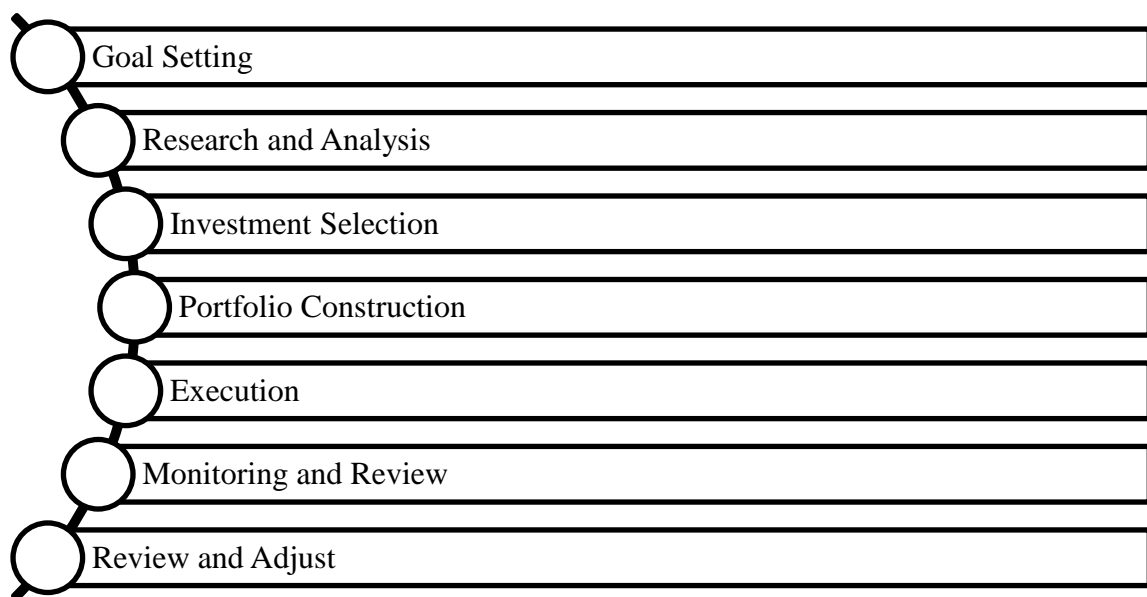 Goal Setting
Research and Analysis
Investment Selection
Portfolio Construction
Execution
Monitoring and Review
Review and Adjust